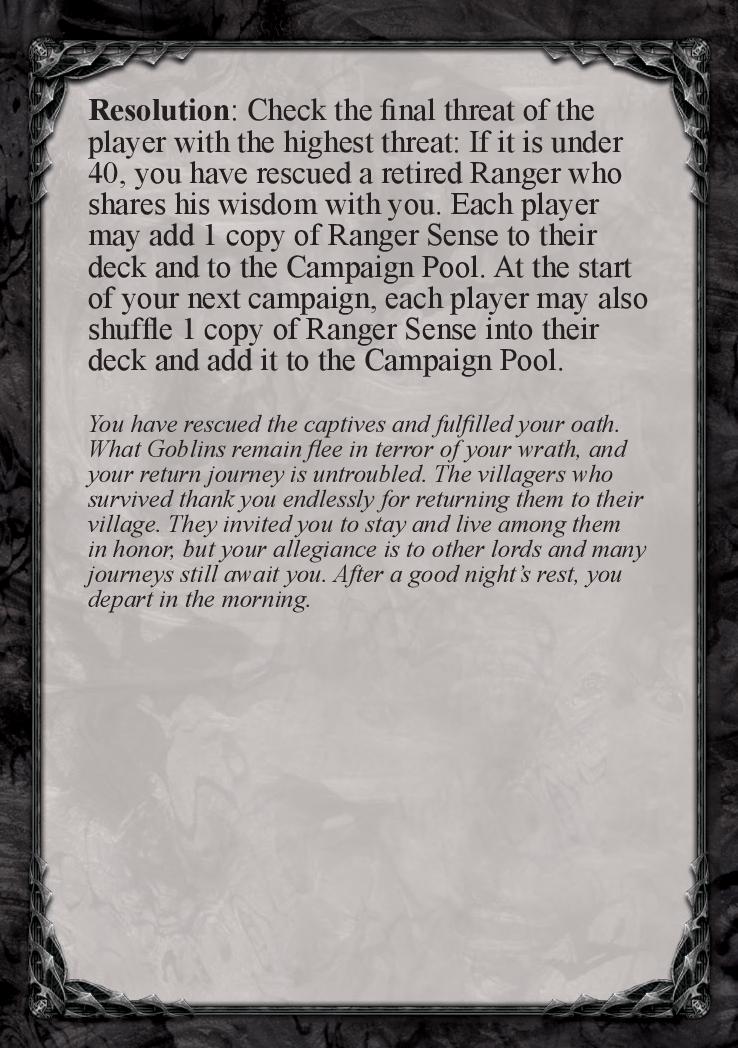 Resolution: Check the final threat of the
player with the highest threat: If it is under
40, you have rescued a retired Ranger who
shares his wisdom with you. Each player
may add 1 copy of Ranger Sense to their
deck and to the Campaign Pool. At the start
of your next campaign, each player may also
shuffle 1 copy of Ranger Sense into their
deck and add it to the Campaign Pool.
You have rescued the captives and fulfilled your oath.
What Goblins remain flee in terror of your wrath, and
your return journey is untroubled. The villagers who
survived thank you endlessly for returning them to their
village. They invited you to stay and live among them
in honor, but your allegiance is to other lords and many
journeys still await you. After a good night’s rest, you
depart in the morning.